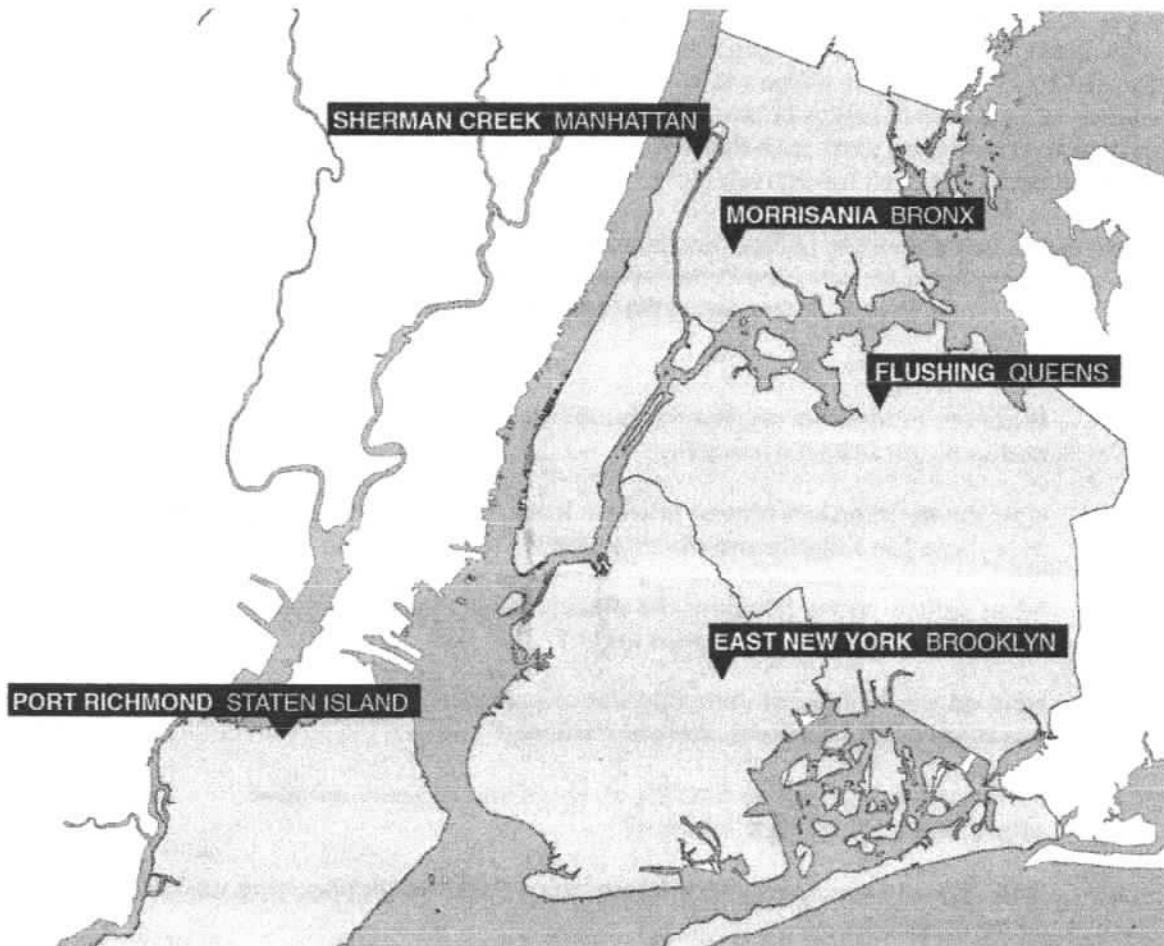 SHERMAN CREEK MANHATTAN
MORRISANIA BRONX
FLUSHING QUEENS
EAST NEW YORK BROOKLYN
PORT RICHMOND STATEN ISLAND